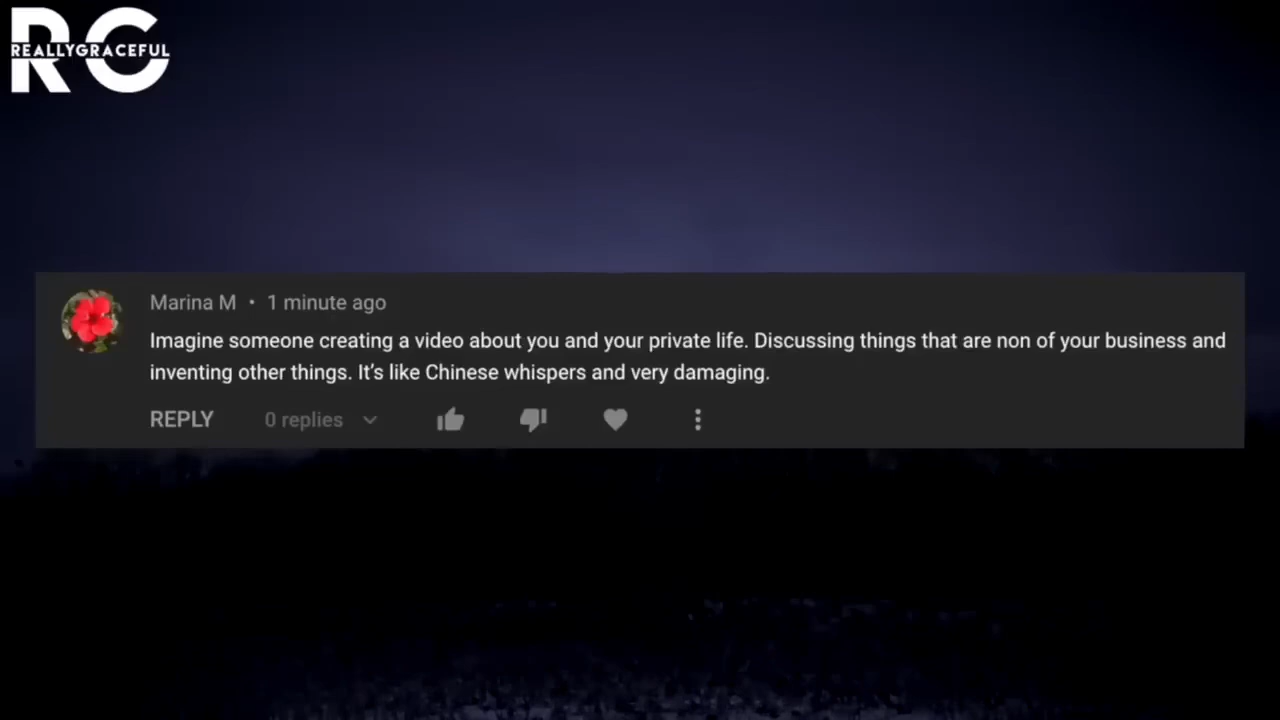 RG
REALLYGRACEFUL
Marina M • 1 minute ago
Imagine someone creating a video about you and your private life. Discussing things that are non of your business and
inventing other things. It's like Chinese whispers and very damaging.
REPLY 0 replies